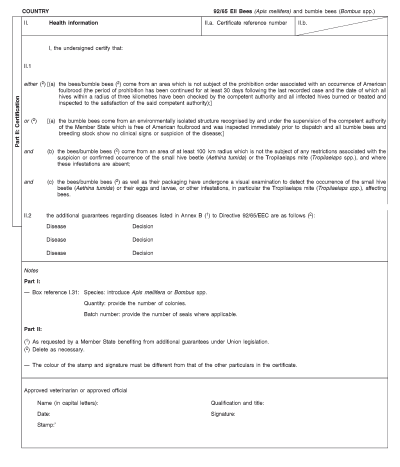 COUNTRY 92/65 EII Bees (Apis mellifera) and bumble bees (Bombus spp.)
II. Health information II.a. Certificate reference number II.b.
Part II: Certification
I, the undersigned certify that:
II.1
either (²) [(a) the bees/bumble bees (²) come from an area which is not subject of the prohibition order associated with an occurrence of American
foulbrood (the period of prohibition has been continued for at least 30 days following the last recorded case and the date of which all
hives within a radius of three kilometres have been checked by the competent authority and all infected hives burned or treated and
inspected to the satisfaction of the said competent authority);]
or (²) [(a) the bumble bees come from an environmentally isolated structure recognised by and under the supervision of the competent authority
of the Member State which is free of American foulbrood and was inspected immediately prior to dispatch and all bumble bees and
breeding stock show no clinical signs or suspicion of the disease;]
and (b) the bees/bumble bees (²) come from an area of at least 100 km radius which is not the subject of any restrictions associated with the
suspicion or confirmed occurrence of the small hive beetle (Aethina tumida) or the Tropilaelaps mite (Tropilaelaps spp.), and where
these infestations are absent;
and (c) the bees/bumble bees (²) as well as their packaging have undergone a visual examination to detect the occurrence of the small hive
beetle (Aethina tumida) or their eggs and larvae, or other infestations, in particular the Tropilaelaps mite (Tropilaelaps spp.), affecting
bees.
II.2 the additional guarantees regarding diseases listed in Annex B (¹) to Directive 92/65/EEC are as follows (²):
Disease Decision
Disease Decision
Disease Decision
Notes
Part I:
— Box reference I.31: Species: introduce Apis mellifera or Bombus spp.
Quantity: provide the number of colonies.
Batch number: provide the number of seals where applicable.
Part II:
(¹) As requested by a Member State benefiting from additional guarantees under Union legislation.
(²) Delete as necessary.
— The colour of the stamp and signature must be different from that of the other particulars in the certificate.
Approved veterinarian or approved official
Name (in capital letters): Qualification and title:
Date: Signature:
Stamp:'